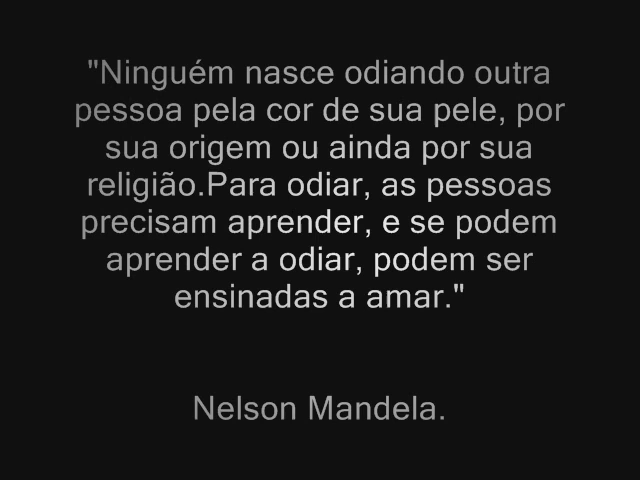 "Ninguém nasce odiando outra
pessoa pela cor de sua pele, por
sua origem ou ainda por sua
religião.Para odiar, as pessoas
precisam aprender, e se podem
aprender a odiar, podem ser
ensinadas a amar."
Nelson Mandela.